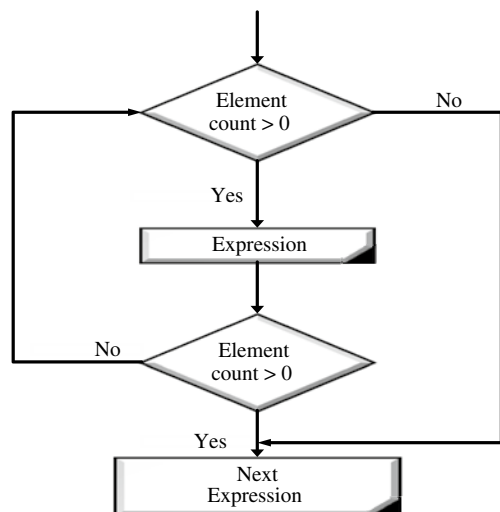 Element
count > 0
No
Yes
Expression
Element
count > 0
No
Yes
Next
Expression